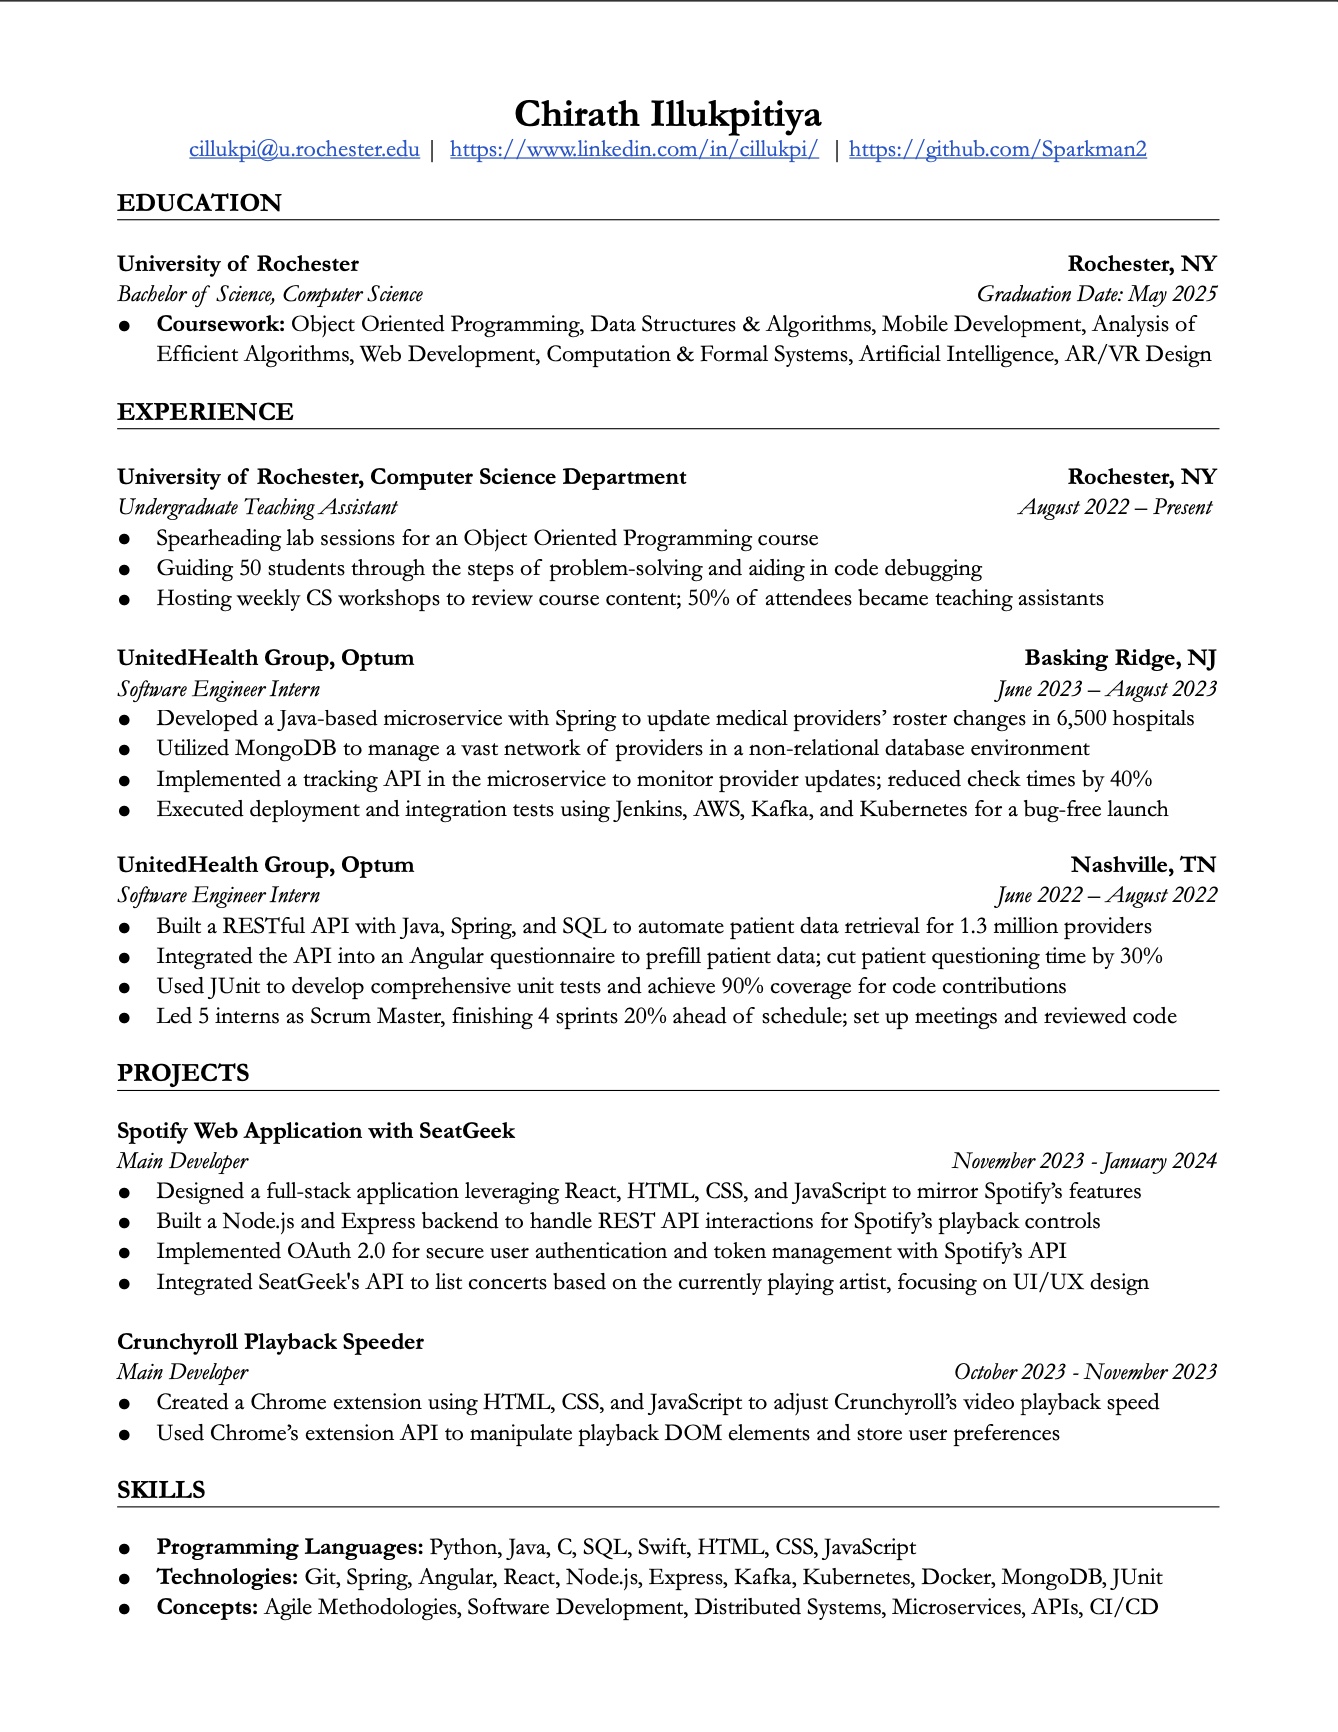 Chirath Illukpitiya
cillukpi@u.rochester.edu | https://www.linkedin.com/in/cillukpi/ | https://github.com/Sparkman2
EDUCATION
University of Rochester Rochester, NY
Bachelor of Science, Computer Science Graduation Date: May 2025
● Coursework: Object Oriented Programming, Data Structures & Algorithms, Mobile Development, Analysis of
Efficient Algorithms, Web Development, Computation & Formal Systems, Artificial Intelligence, AR/VR Design
EXPERIENCE
University of Rochester, Computer Science Department Rochester, NY
Undergraduate Teaching Assistant August 2022 – Present
● Spearheading lab sessions for an Object Oriented Programming course
● Guiding 50 students through the steps of problem-solving and aiding in code debugging
● Hosting weekly CS workshops to review course content; 50% of attendees became teaching assistants
UnitedHealth Group, Optum Basking Ridge, NJ
Software Engineer Intern June 2023 – August 2023
● Developed a Java-based microservice with Spring to update medical providers’ roster changes in 6,500 hospitals
● Utilized MongoDB to manage a vast network of providers in a non-relational database environment
● Implemented a tracking API in the microservice to monitor provider updates; reduced check times by 40%
● Executed deployment and integration tests using Jenkins, AWS, Kafka, and Kubernetes for a bug-free launch
UnitedHealth Group, Optum Nashville, TN
Software Engineer Intern June 2022 – August 2022
● Built a RESTful API with Java, Spring, and SQL to automate patient data retrieval for 1.3 million providers
● Integrated the API into an Angular questionnaire to prefill patient data; cut patient questioning time by 30%
● Used JUnit to develop comprehensive unit tests and achieve 90% coverage for code contributions
● Led 5 interns as Scrum Master, finishing 4 sprints 20% ahead of schedule; set up meetings and reviewed code
PROJECTS
Spotify Web Application with SeatGeek
Main Developer November 2023 - January 2024
● Designed a full-stack application leveraging React, HTML, CSS, and JavaScript to mirror Spotify’s features
● Built a Node.js and Express backend to handle REST API interactions for Spotify’s playback controls
● Implemented OAuth 2.0 for secure user authentication and token management with Spotify’s API
● Integrated SeatGeek's API to list concerts based on the currently playing artist, focusing on UI/UX design
Crunchyroll Playback Speeder
Main Developer October 2023 - November 2023
● Created a Chrome extension using HTML, CSS, and JavaScript to adjust Crunchyroll’s video playback speed
● Used Chrome’s extension API to manipulate playback DOM elements and store user preferences
SKILLS
● Programming Languages: Python, Java, C, SQL, Swift, HTML, CSS, JavaScript
● Technologies: Git, Spring, Angular, React, Node.js, Express, Kafka, Kubernetes, Docker, MongoDB, JUnit
● Concepts: Agile Methodologies, Software Development, Distributed Systems, Microservices, APIs, CI/CD